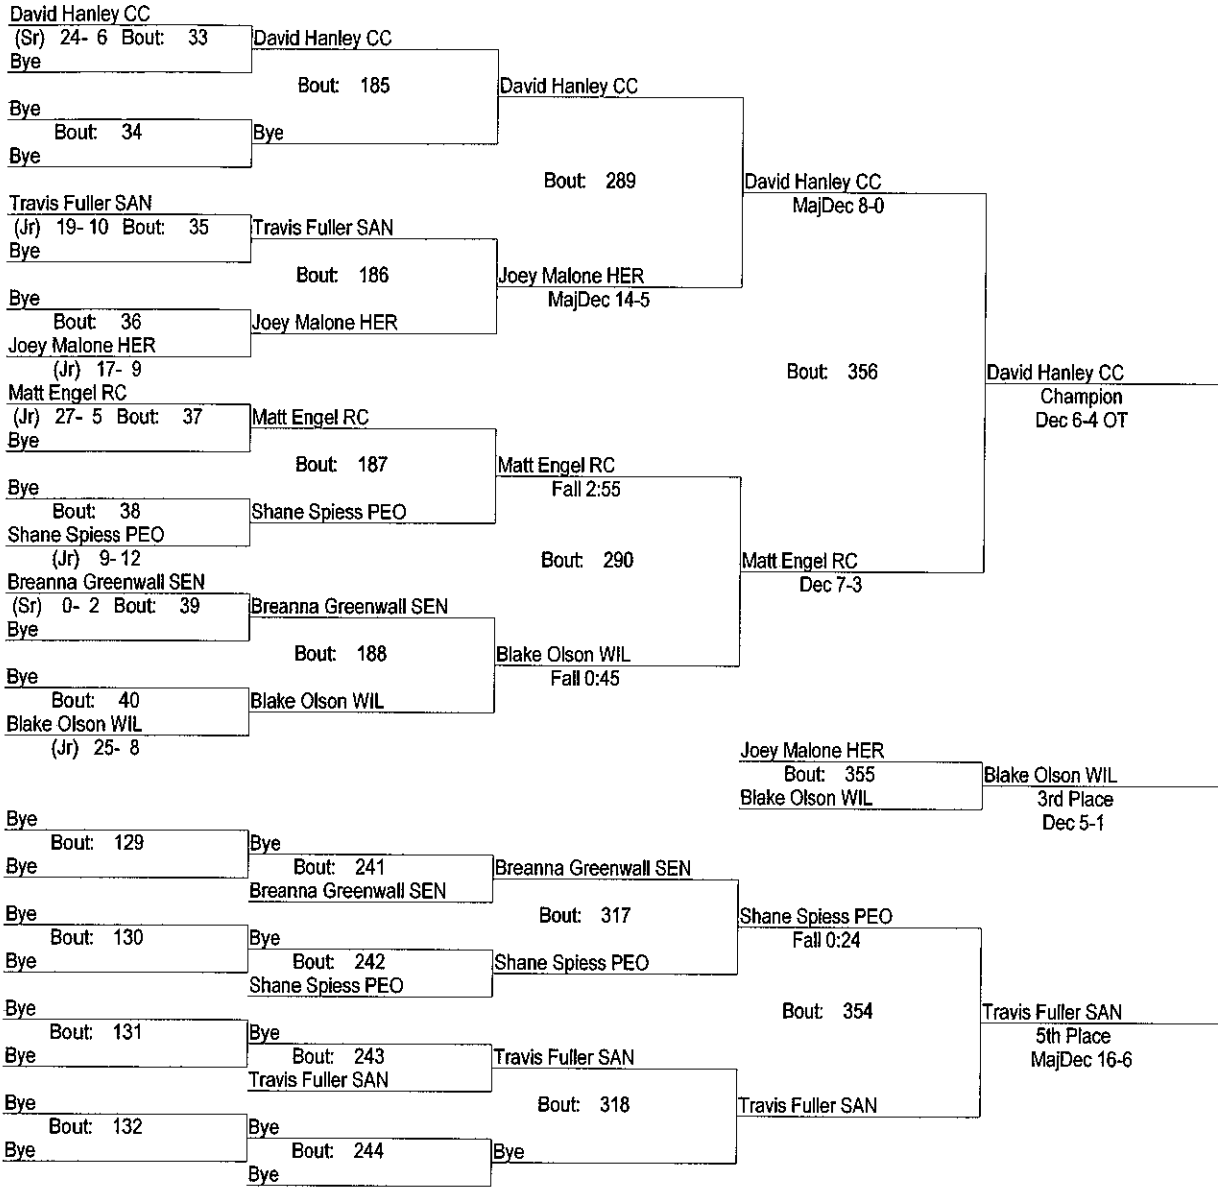 David Hanley CC
(Sr) 24- 6 Bout: 33
Bye
David Hanley CC
Bout: 185
David Hanley CC
Bye
Bout: 34
Bye
Bye
Bout: 289
David Hanley CC
MajDec 8-0
Travis Fuller SAN
(Jr) 19- 10 Bout: 35
Bye
Travis Fuller SAN
Bout: 186
Joey Malone HER
MajDec 14-5
Bye
Bout: 36
Joey Malone HER
(Jr) 17- 9
Joey Malone HER
Bout: 356
David Hanley CC
Champion
Dec 6-4 OT
Matt Engel RC
(Jr) 27- 5 Bout: 37
Bye
Matt Engel RC
Bout: 187
Matt Engel RC
Fall 2:55
Bye
Bout: 38
Shane Spiess PEO
(Jr) 9- 12
Shane Spiess PEO
Bout: 290
Matt Engel RC
Dec 7-3
Breanna Greenwall SEN
(Sr) 0- 2 Bout: 39
Bye
Breanna Greenwall SEN
Bout: 188
Blake Olson WIL
Fall 0:45
Bye
Bout: 40
Blake Olson WIL
(Jr) 25- 8
Blake Olson WIL
Joey Malone HER
Bout: 355
Blake Olson WIL
Blake Olson WIL
3rd Place
Dec 5-1
Bye
Bout: 129
Bye
Bye
Bout: 241
Breanna Greenwall SEN
Breanna Greenwall SEN
Bout: 317
Shane Spiess PEO
Fall 0:24
Bye
Bout: 130
Bye
Bye
Bout: 242
Shane Spiess PEO
Shane Spiess PEO
Bout: 354
Travis Fuller SAN
5th Place
MajDec 16-6
Bye
Bout: 131
Bye
Bye
Bout: 243
Travis Fuller SAN
Travis Fuller SAN
Bout: 318
Travis Fuller SAN
Bye
Bout: 132
Bye
Bye
Bout: 244
Bye
Bye